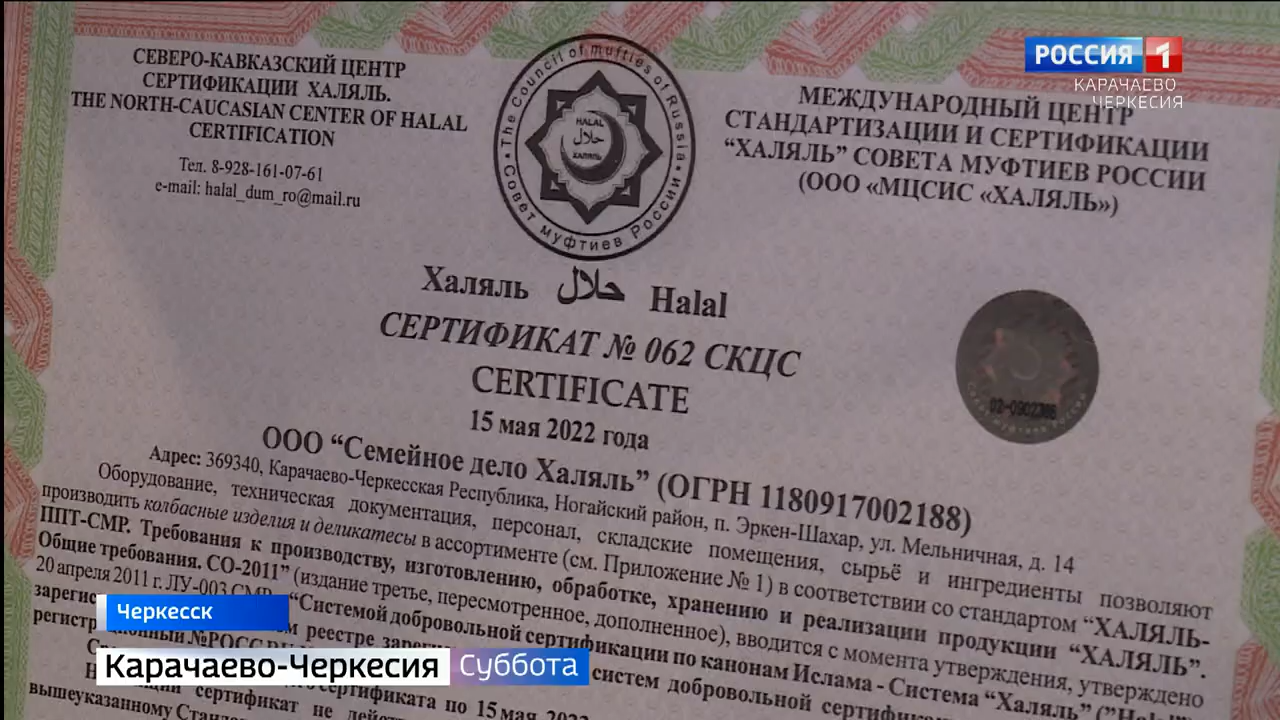 РОССИЯ 1
КАРАЧАЕВО
ЧЕРКЕСИЯ
СЕВЕРО-КАВКАЗСКИЙ ЦЕНТР
СЕРТИФИКАЦИИ ХАЛЯЛЬ.
THE NORTH-CAUCASIAN CENTER OF HALAL
CERTIFICATION
Тел. 8-928-161-07-61
e-mail: halal_dum_ro@mail.ru
The Council of mufties of Russia
HALAL
حلال
ХАЛЯЛЬ
Совет муфтиев России
МЕЖДУНАРОДНЫЙ ЦЕНТР
СТАНДАРТИЗАЦИИ И СЕРТИФИКАЦИИ
“ХАЛЯЛЬ” СОВЕТА МУФТИЕВ РОССИИ
(ООО «МЦСИС «ХАЛЯЛЬ»)
Халяль حلال Halal
СЕРТИФИКАТ № 062 СКЦС
CERTIFICATE
15 мая 2022 года
ООО “Семейное дело Халяль” (ОГРН 1180917002188)
Адрес: 369340, Карачаево-Черкесская Республика, Ногайский район, п. Эркен-Шахар, ул. Мельничная, д. 14
Оборудование, техническая документация, персонал, складские помещения, сырьё и ингредиенты позволяют
производить колбасные изделия и деликатесы в ассортименте (см. Приложение № 1) в соответствии со стандартом “ХАЛЯЛЬ-
ППТ-СМР. Требования к производству, изготовлению, обработке, хранению и реализации продукции “ХАЛЯЛЬ”.
Общие требования. СО-2011” (издание третье, пересмотренное, дополненное), вводится с момента утверждения, утверждено
20 апреля 2011 г. ЛУ-003 “Системой добровольной сертификации по канонам Ислама - Система “Халяль”
реестре систем добровольной
сертификата по 15 мая
сертификат не
вышеуказанному
Черкесск
Карачаево-Черкесия Суббота